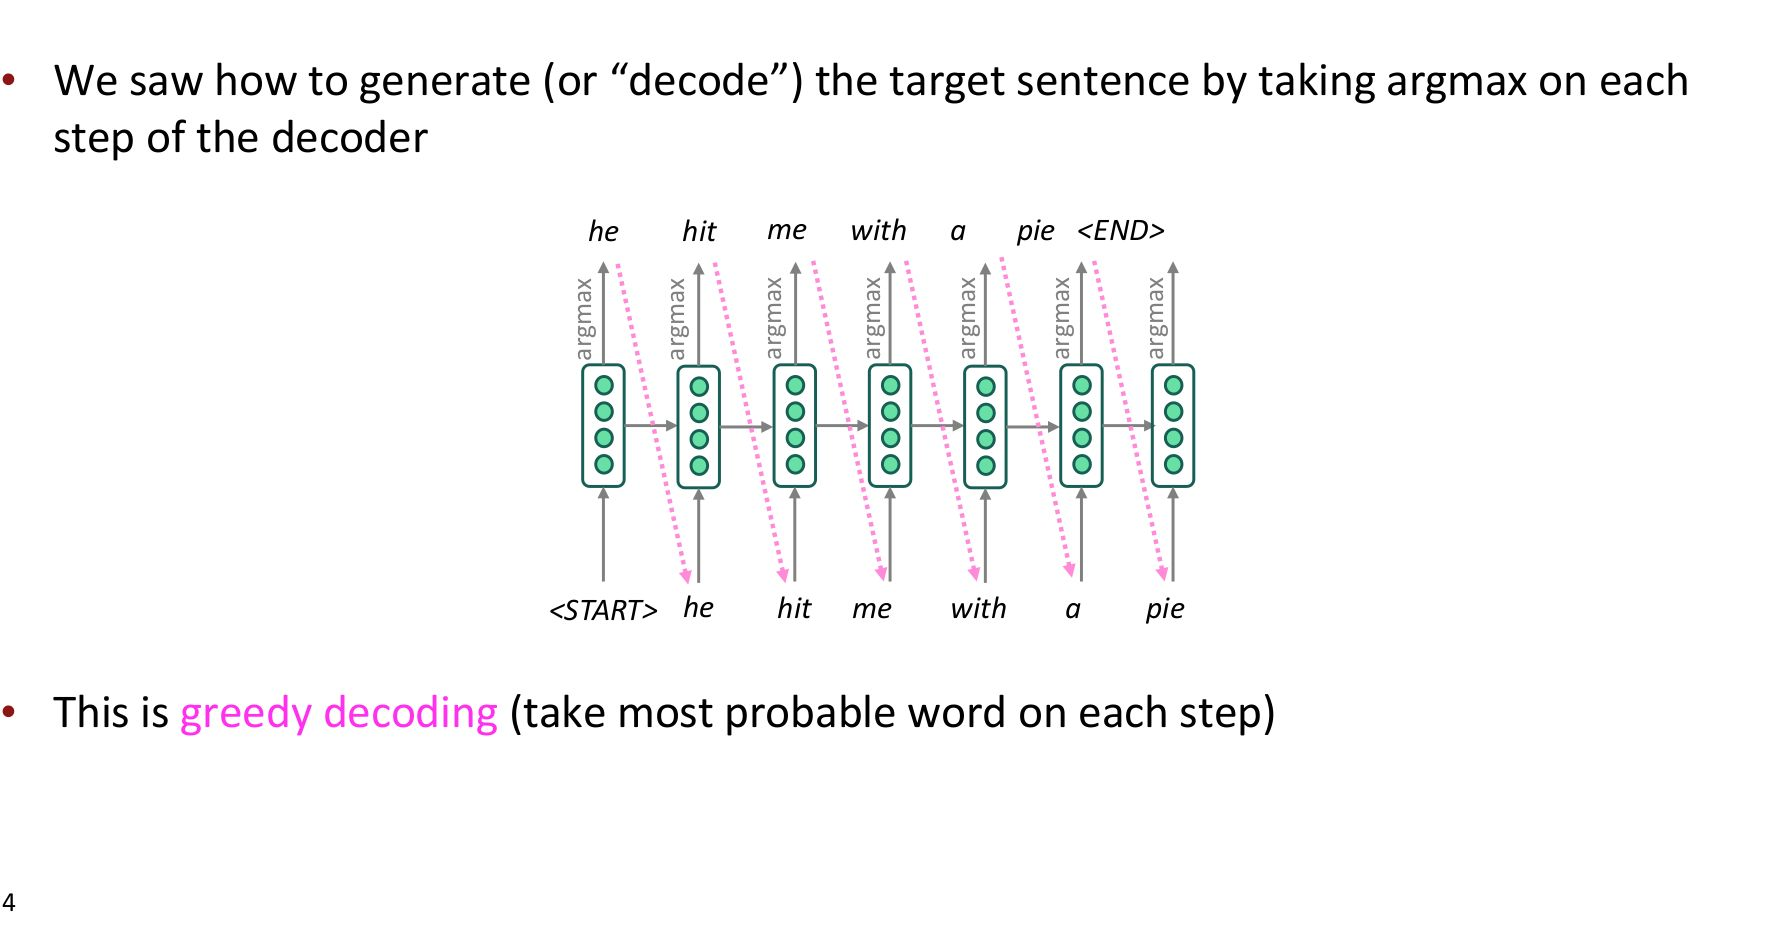 • We saw how to generate (or “decode”) the target sentence by taking argmax on each
step of the decoder
he hit me with a pie <END>
argmax argmax argmax argmax argmax argmax argmax
<START> he hit me with a pie
• This is greedy decoding (take most probable word on each step)
4